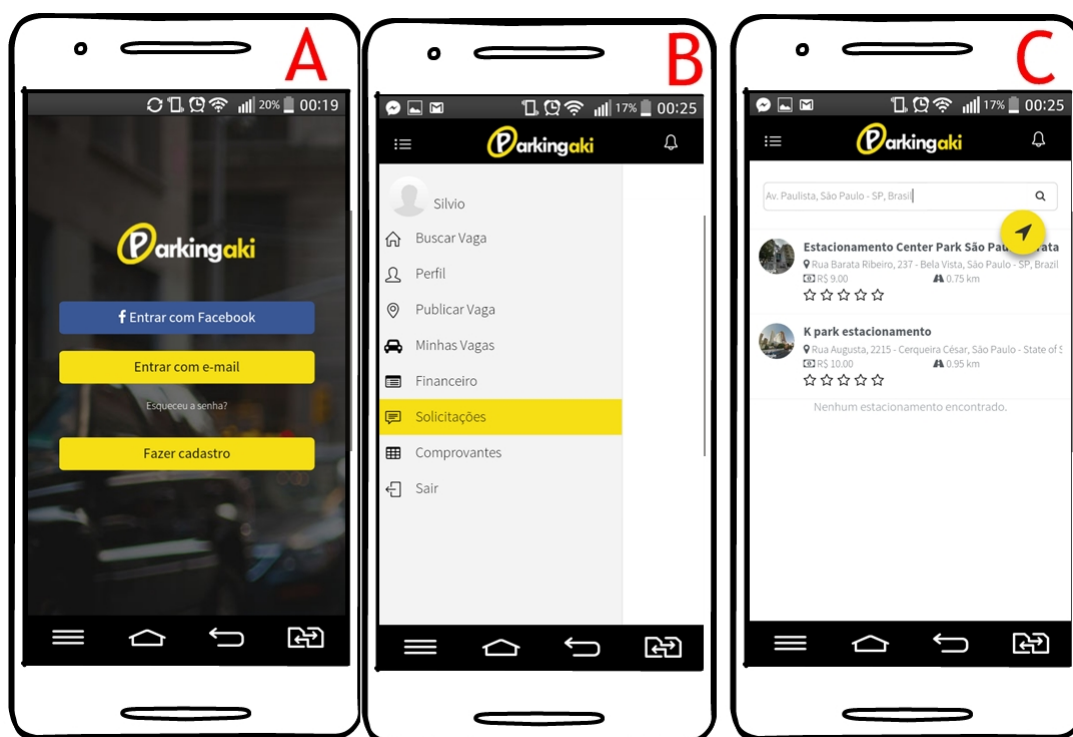 A
20% 00:19
Parkingaki
Entrar com Facebook
Entrar com e-mail
Esqueceu a senha?
Fazer cadastro
B
17% 00:25
Parkingaki
Silvio
Buscar Vaga
Perfil
Publicar Vaga
Minhas Vagas
Financeiro
Solicitações
Comprovantes
Sair
C
17% 00:25
Parkingaki
Av. Paulista, São Paulo - SP, Brasil
Estacionamento Center Park São Pau rata
Rua Barata Ribeiro, 237 - Bela Vista, São Paulo - SP, Brazil
R$ 9.00 0.75 km
K park estacionamento
Rua Augusta, 2215 - Cerqueira César, São Paulo - State of S
R$ 10.00 0.95 km
Nenhum estacionamento encontrado.